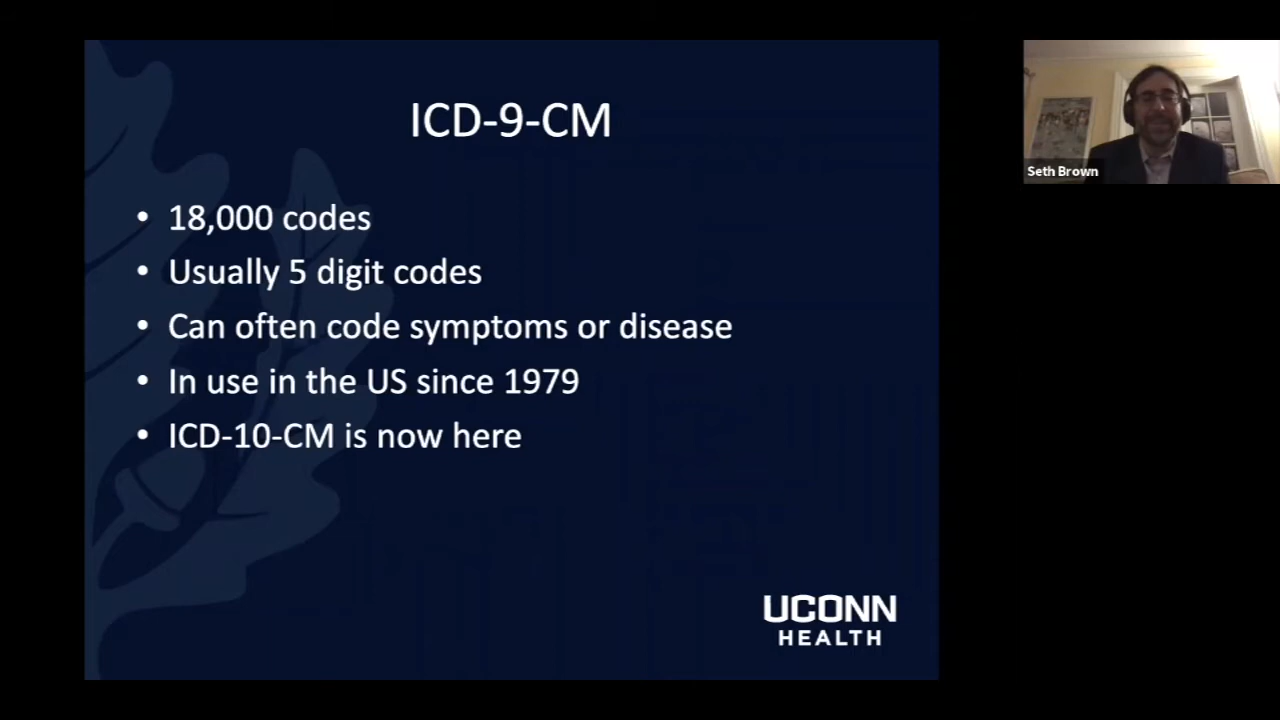 ICD-9-CM
• 18,000 codes
• Usually 5 digit codes
• Can often code symptoms or disease
• In use in the US since 1979
• ICD-10-CM is now here
UCONN
HEALTH
Seth Brown